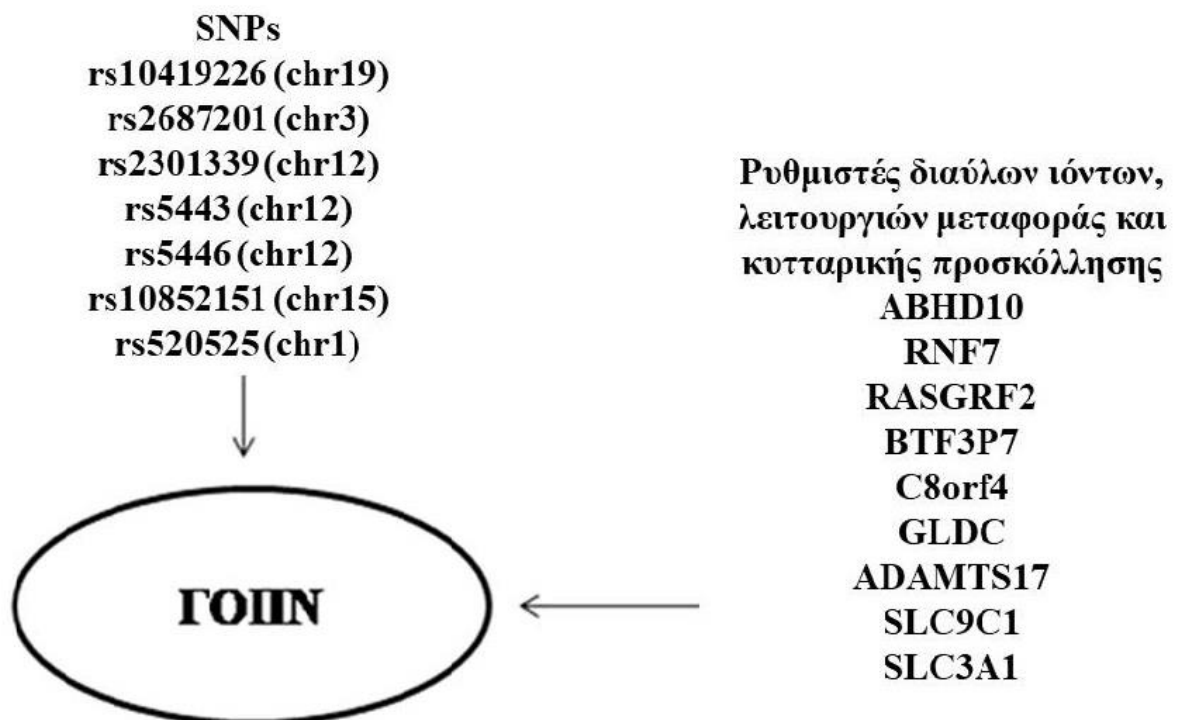 SNPs
rs10419226 (chr19)
rs2687201 (chr3)
rs2301339 (chr12)
rs5443 (chr12)
rs5446 (chr12)
rs10852151 (chr15)
rs520525 (chr1)
Ρυθμιστές διαύλων ιόντων,
λειτουργιών μεταφοράς και
κυτταρικής προσκόλλησης
ABHD10
RNF7
RASGRF2
BTF3P7
C8orf4
GLDC
ADAMTS17
SLC9C1
SLC3A1
ΓΟΠΝ